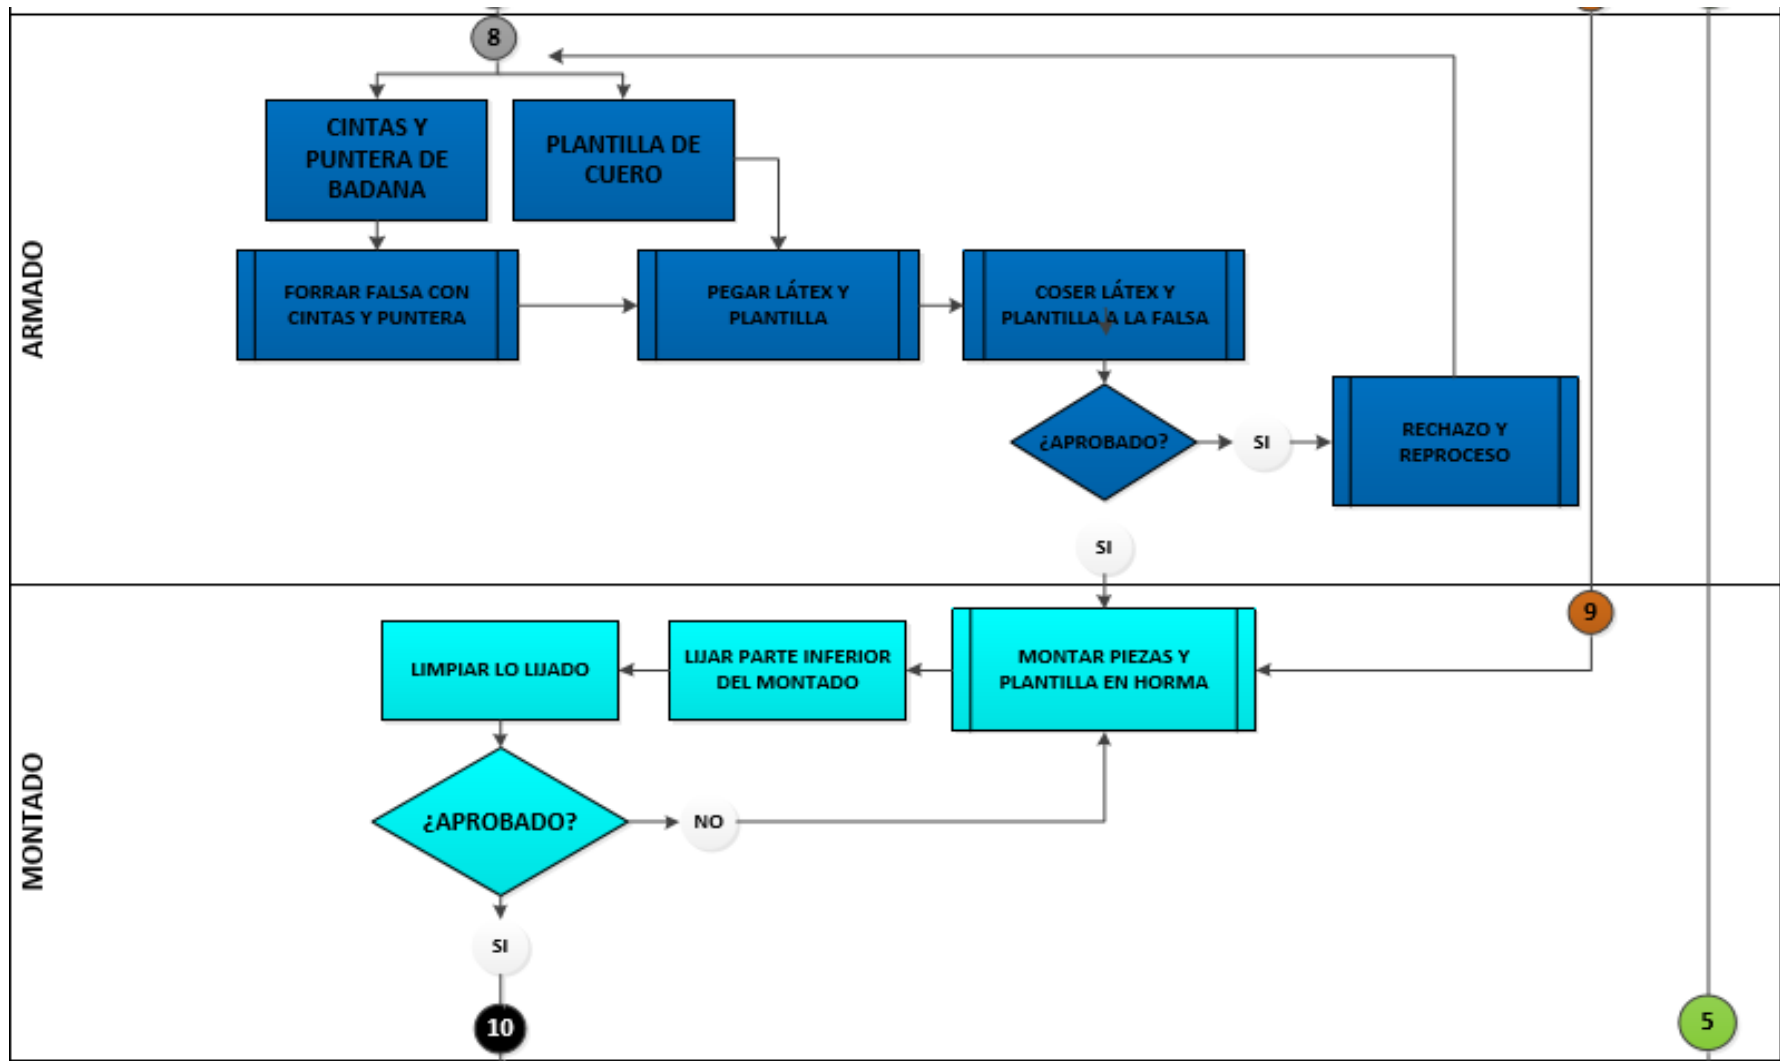 8
CINTAS Y
PUNTERA DE
BADANA
PLANTILLA DE
CUERO
ARMADO
FORRAR FALSA CON
CINTAS Y PUNTERA
PEGAR LÁTEX Y
PLANTILLA
COSER LÁTEX Y
PLANTILLA A LA FALSA
¿APROBADO?
SI
RECHAZO Y
REPROCESO
SI
9
MONTADO
LIMPIAR LO LIJADO
LIJAR PARTE INFERIOR
DEL MONTADO
MONTAR PIEZAS Y
PLANTILLA EN HORMA
¿APROBADO?
NO
SI
10
5